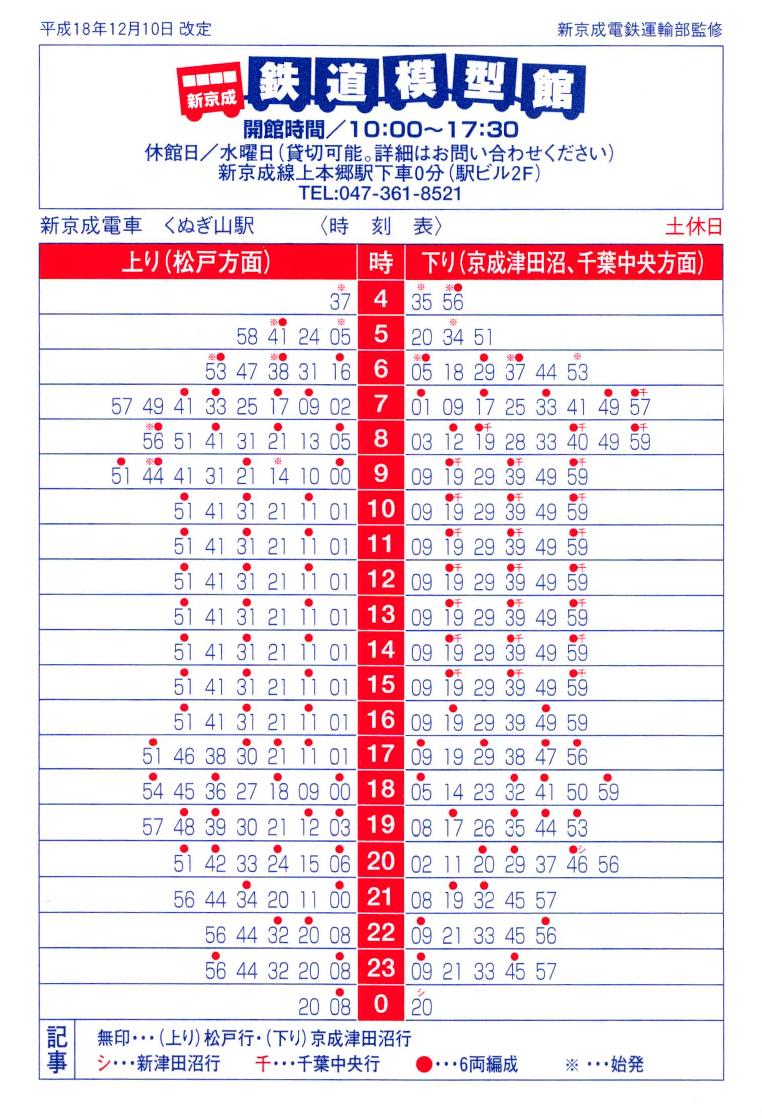 平成18年12月10日 改定　新京成電鉄運輸部監修
新京成 鉄道模型館
開館時間／10:00〜17:30
休館日／水曜日(貸切可能。詳細はお問い合わせください)
新京成線上本郷駅下車0分(駅ビル2F)
TEL:047-361-8521
新京成電車　くぬぎ山駅　〈時　刻　表〉　土休日
上り(松戸方面)　時　下り(京成津田沼、千葉中央方面)
※37 4 ※35 ※●56
58 ※●41 24 ※05 5 20 ※34 51
※●53 47 ※●38 31 ●16 6 ※●05 18 ●29 ※●37 44 ※53
57 49 ●41 ●33 25 ●17 ●09 02 7 ●01 09 ●17 25 ●33 41 ●49 ●千57
※●56 51 ●41 31 ●21 13 ●05 8 03 ●12 ●千19 28 33 ●千40 49 ●千59
●51 ※●44 41 31 ●21 ※14 10 ●00 9 09 ●千19 29 ●千39 49 ●千59
●51 41 ●31 21 ●11 01 10 09 ●千19 29 ●千39 49 ●千59
●51 41 ●31 21 ●11 01 11 09 ●千19 29 ●千39 49 ●千59
●51 41 ●31 21 ●11 01 12 09 ●千19 29 ●千39 49 ●千59
●51 41 ●31 21 ●11 01 13 09 ●千19 29 ●千39 49 ●千59
●51 41 ●31 21 ●11 01 14 09 ●千19 29 ●千39 49 ●千59
●51 41 ●31 21 ●11 01 15 09 ●千19 29 ●千39 49 ●千59
●51 41 ●31 21 ●11 01 16 09 ●19 29 39 ●49 59
●51 46 38 ●30 ●21 ●11 01 17 ●09 19 ●29 38 ●47 ●56
●54 45 ●36 27 ●18 09 ●00 18 ●05 14 23 ●32 ●41 50 ●59
57 ●48 ●39 30 21 ●12 ●03 19 08 ●17 26 ●35 ●44 ●53
●51 ●42 33 ●24 15 ●06 20 02 11 ●20 ●29 37 ●シ46 56
56 44 ●34 20 11 ●00 21 08 ●19 ●32 45 57
56 44 ●32 ●20 08 22 ●09 21 33 45 ●56
●56 44 32 20 ●08 23 ●09 21 33 ●45 57
20 ●08 0 シ20
記事
無印･･･(上り)松戸行･(下り)京成津田沼行
シ･･･新津田沼行　千･･･千葉中央行　●･･･6両編成　※ ･･･始発